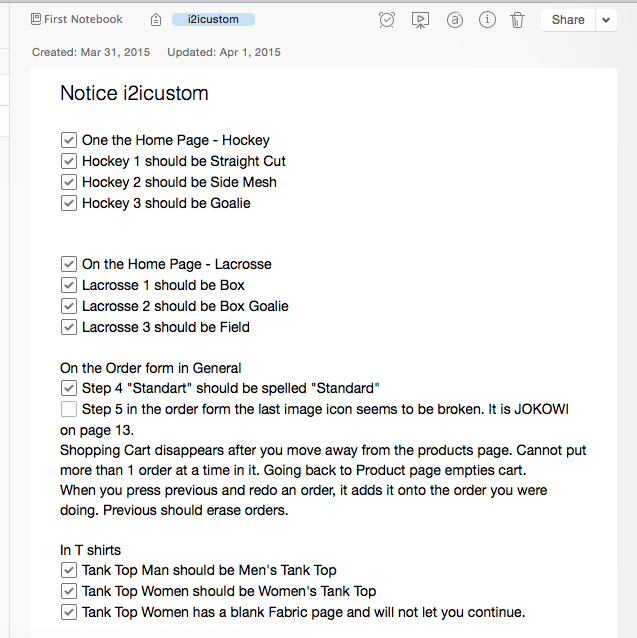 First Notebook
i2icustom
Share
Created: Mar 31, 2015 Updated: Apr 1, 2015
Notice i2icustom
One the Home Page - Hockey
Hockey 1 should be Straight Cut
Hockey 2 should be Side Mesh
Hockey 3 should be Goalie
On the Home Page - Lacrosse
Lacrosse 1 should be Box
Lacrosse 2 should be Box Goalie
Lacrosse 3 should be Field
On the Order form in General
Step 4 "Standart" should be spelled "Standard"
Step 5 in the order form the last image icon seems to be broken. It is JOKOWI
on page 13.
Shopping Cart disappears after you move away from the products page. Cannot put
more than 1 order at a time in it. Going back to Product page empties cart.
When you press previous and redo an order, it adds it onto the order you were
doing. Previous should erase orders.
In T shirts
Tank Top Man should be Men's Tank Top
Tank Top Women should be Women's Tank Top
Tank Top Women has a blank Fabric page and will not let you continue.